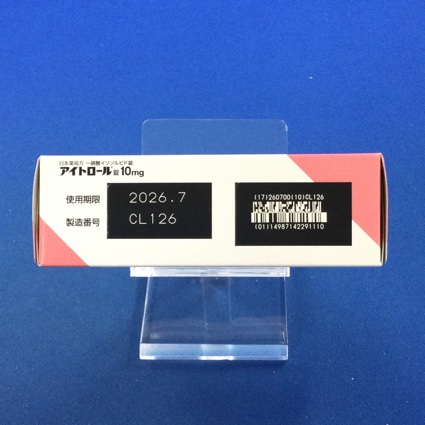 日本薬局方 一硝酸イソソルビド錠
アイトロール錠10mg
使用期限 2026.7
製造番号 CL126
(17)260700(10)CL126
(01)14987142291110